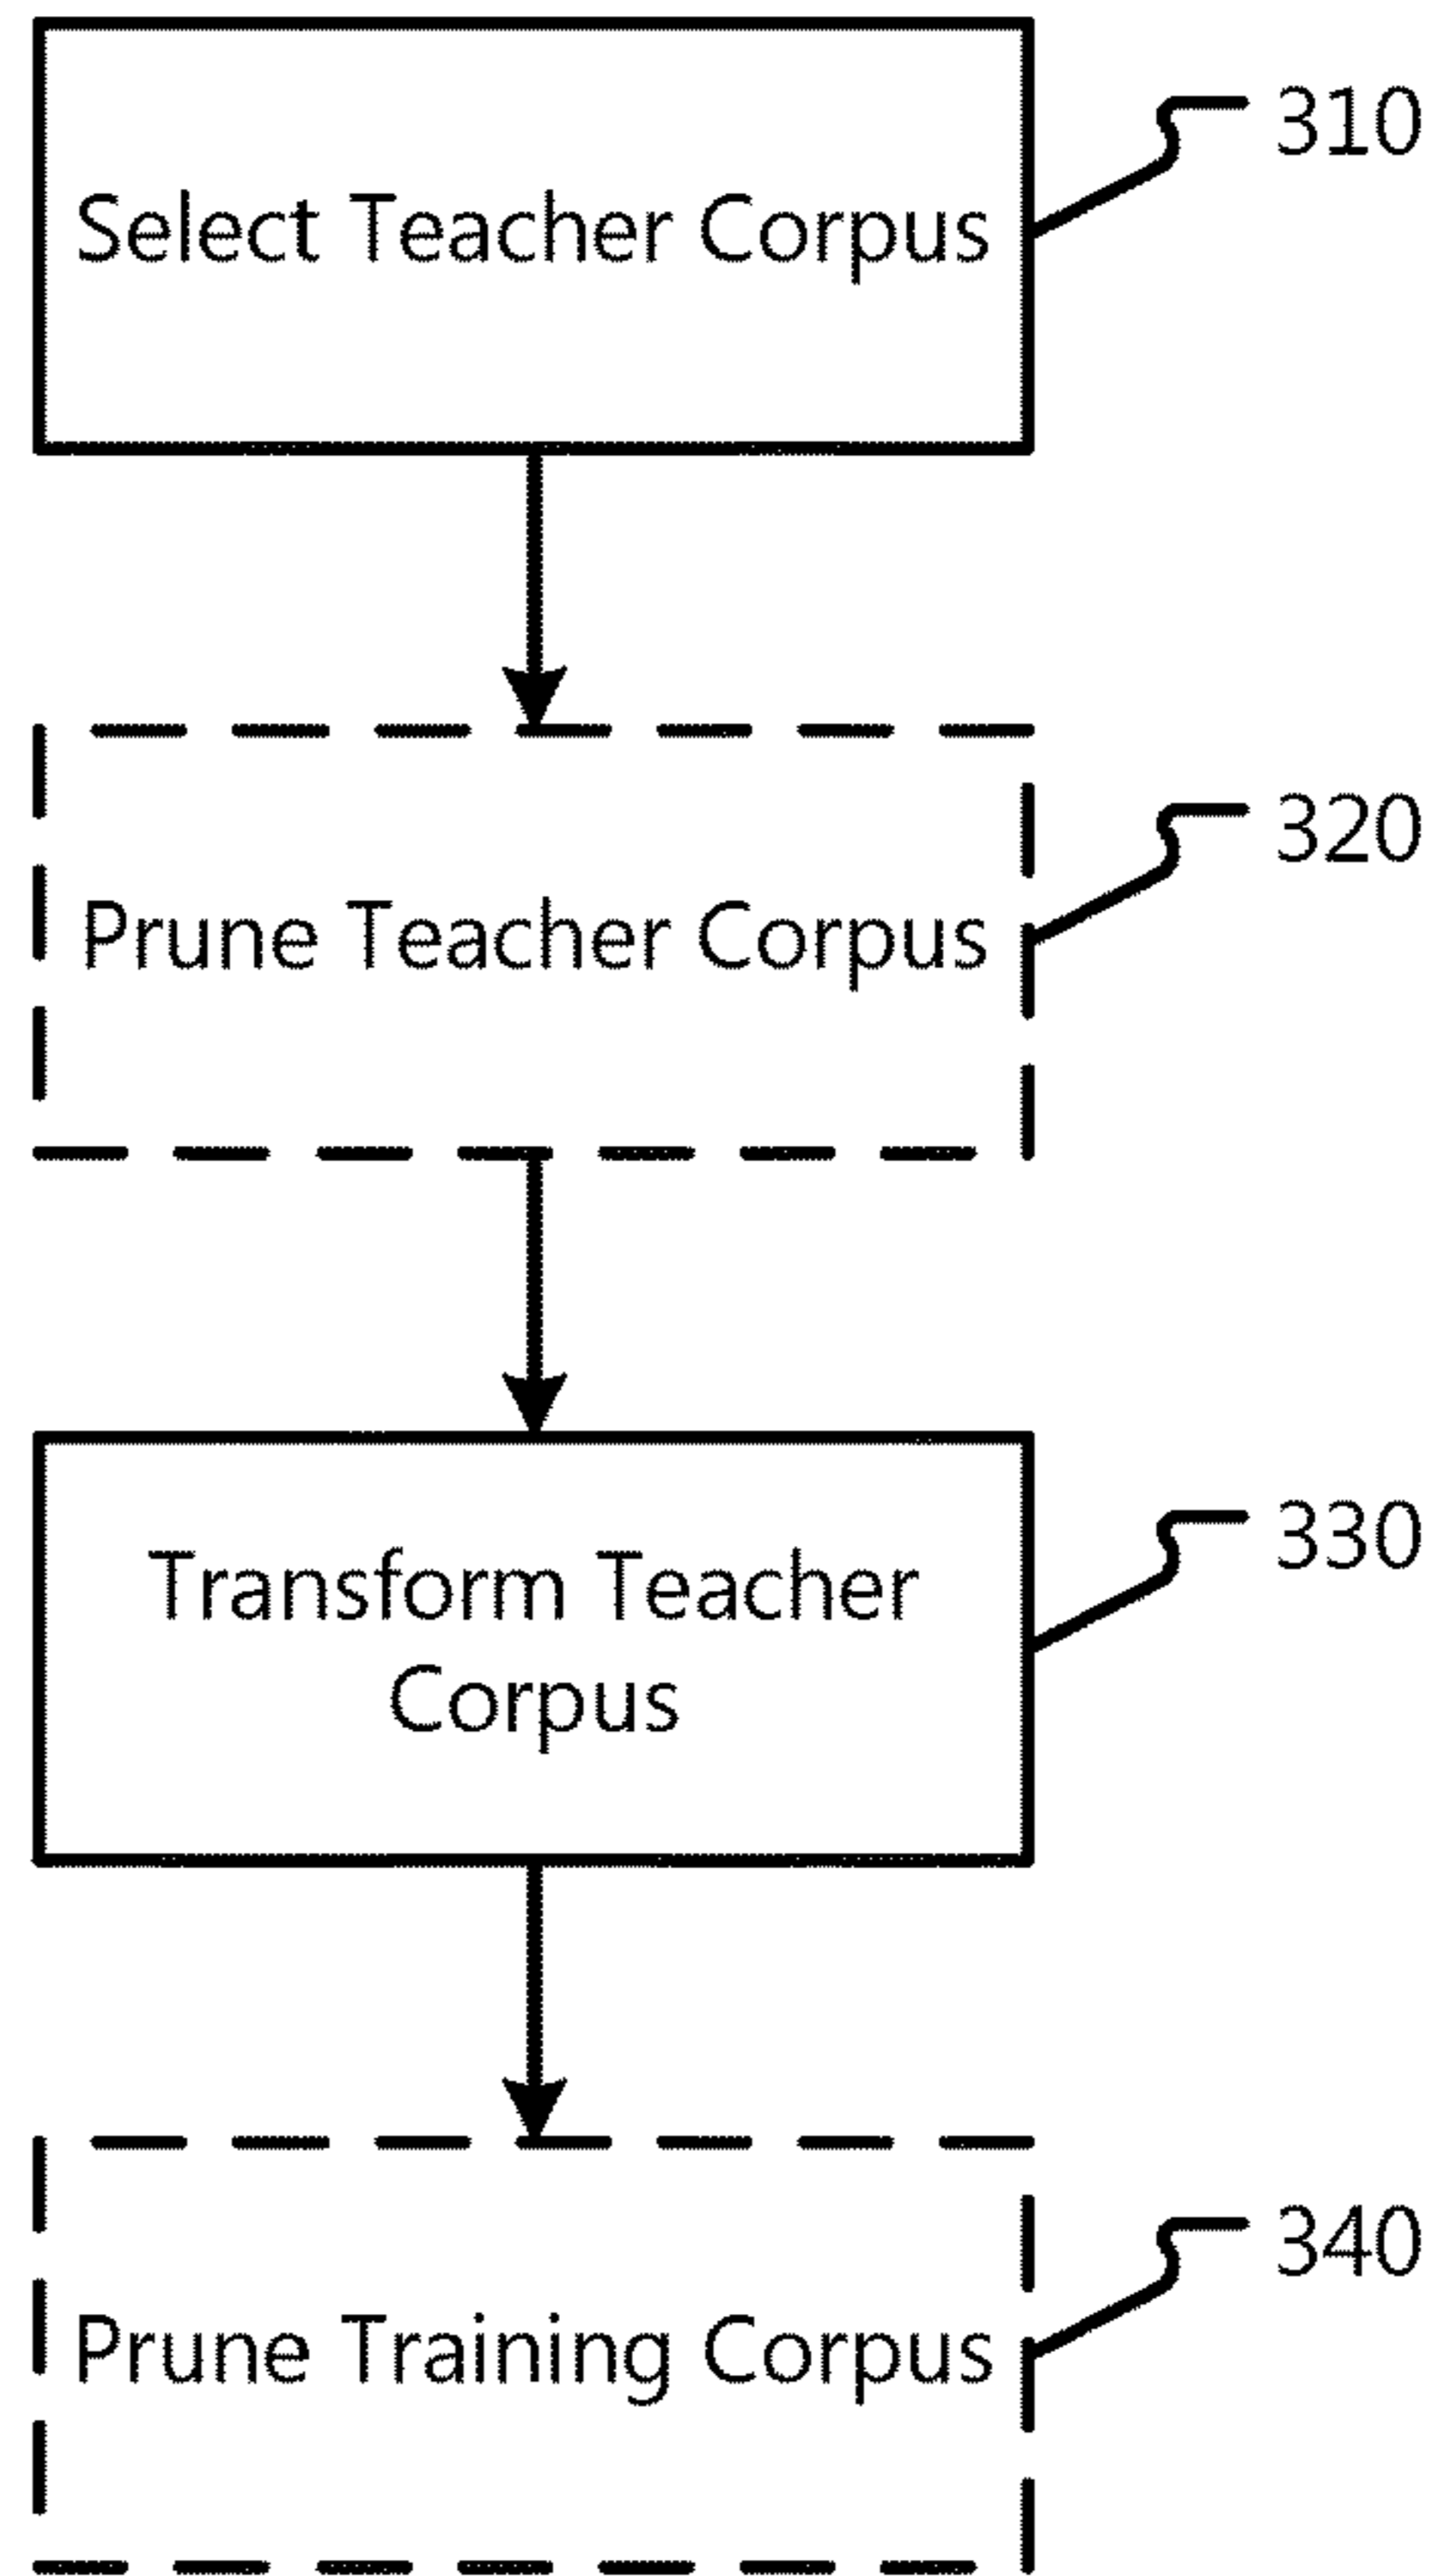 310
Select Teacher Corpus
320
Prune Teacher Corpus
330
Transform Teacher
Corpus
340
Prune Training Corpus